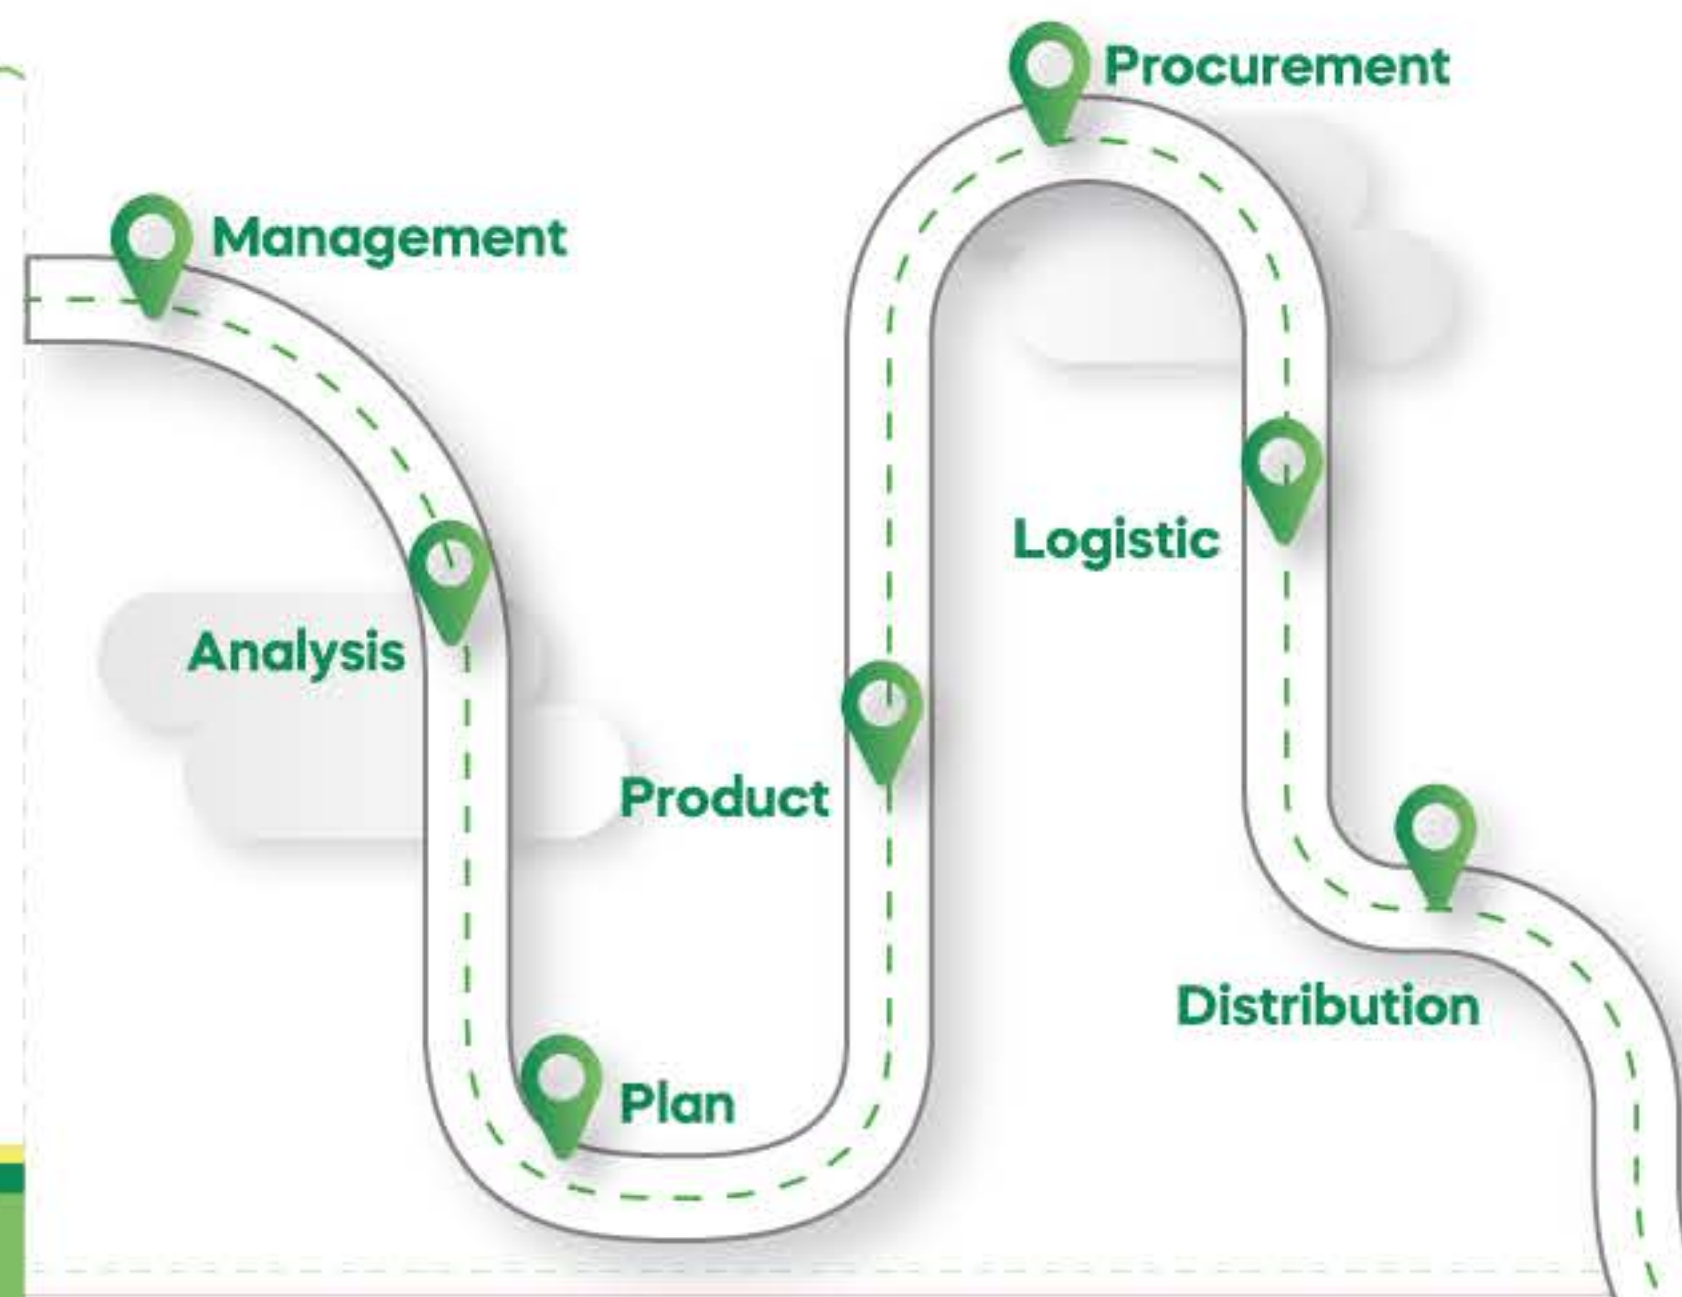 Management
Analysis
Plan
Product
Procurement
Logistic
Distribution